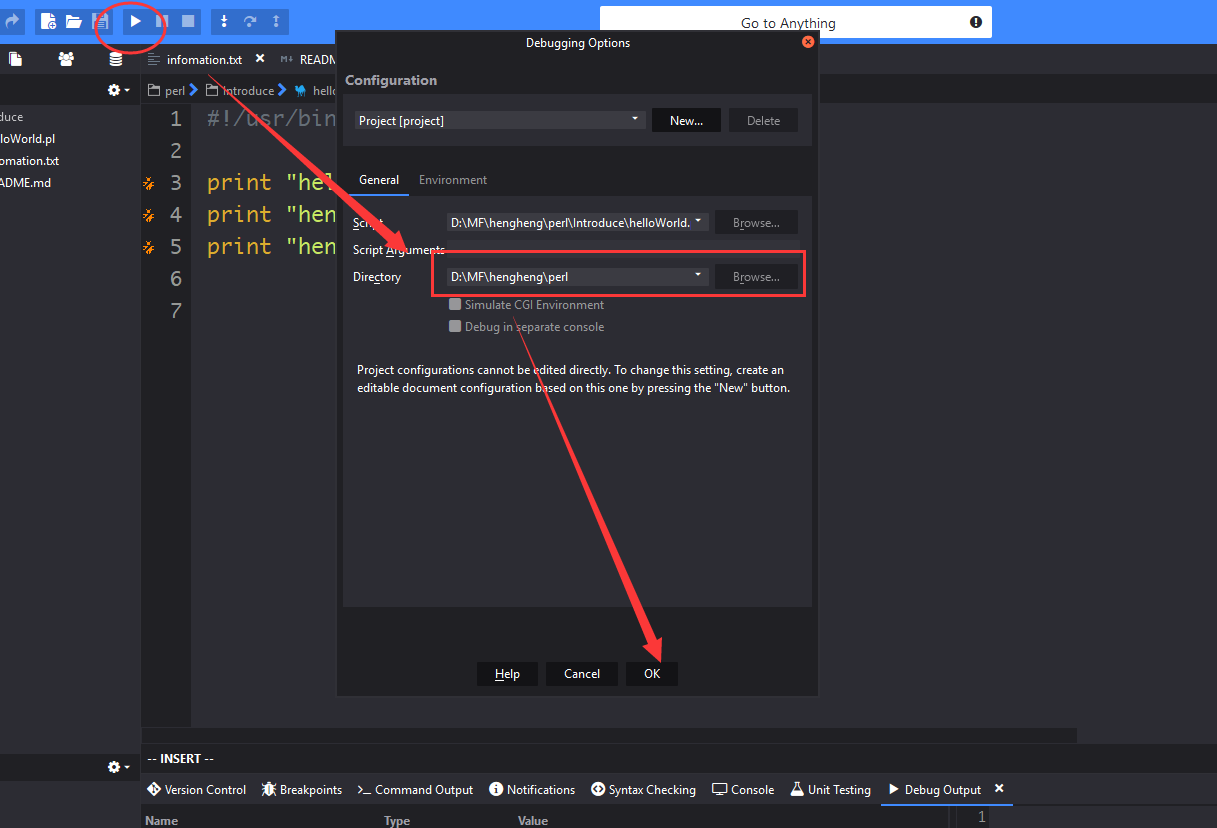 Go to Anything
Debugging Options
infomation.txt
READM
Configuration
perl
Introduce
hello
Project [project]
New...
Delete
duce
loWorld.pl
omation.txt
ADME.md
1 #!/usr/bin
2
3 print "hel
4 print "hen
5 print "hen
6
7
General
Environment
Script
D:\MF\hengheng\perl\Introduce\helloWorld.
Browse...
Script Arguments
Directory
D:\MF\hengheng\perl
Browse...
Simulate CGI Environment
Debug in separate console
Project configurations cannot be edited directly. To change this setting, create an
editable document configuration based on this one by pressing the "New" button.
Help
Cancel
OK
-- INSERT --
Version Control
Breakpoints
Command Output
Notifications
Syntax Checking
Console
Unit Testing
Debug Output
Name
Type
Value
1